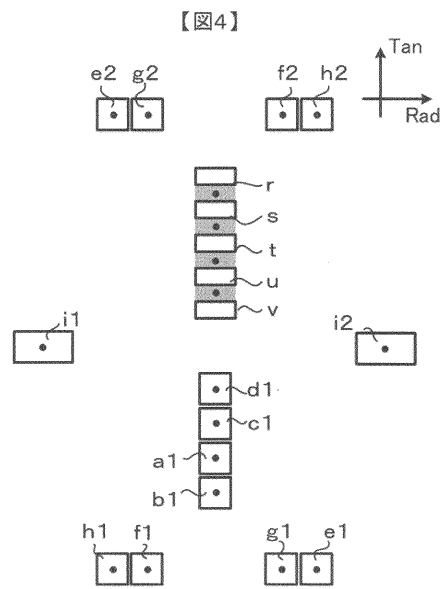 【図4】
Tan
Rad
e2 g2 f2 h2
r
s
t
u
v
i1 i2
d1
c1
a1
b1
h1 f1 g1 e1